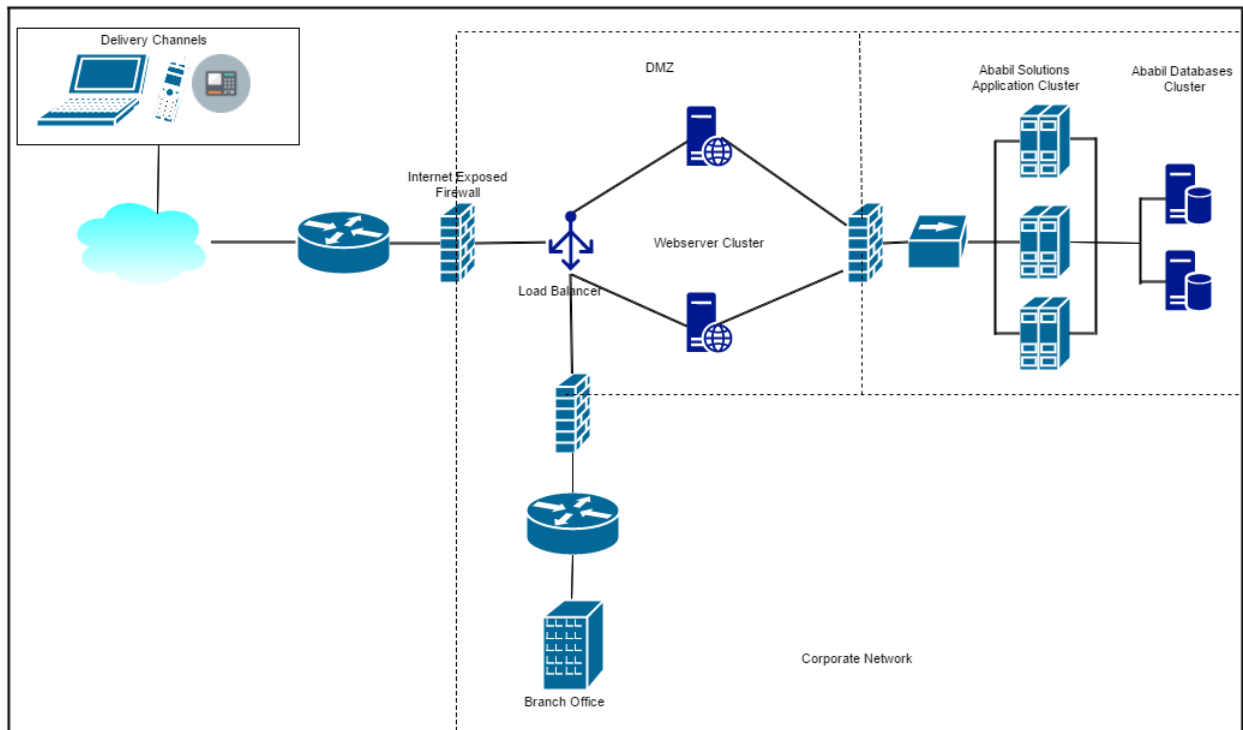 Delivery Channels
DMZ
Ababil Solutions
Application Cluster
Ababil Databases
Cluster
Internet Exposed
Firewall
Webserver Cluster
Load Balancer
Corporate Network
Branch Office